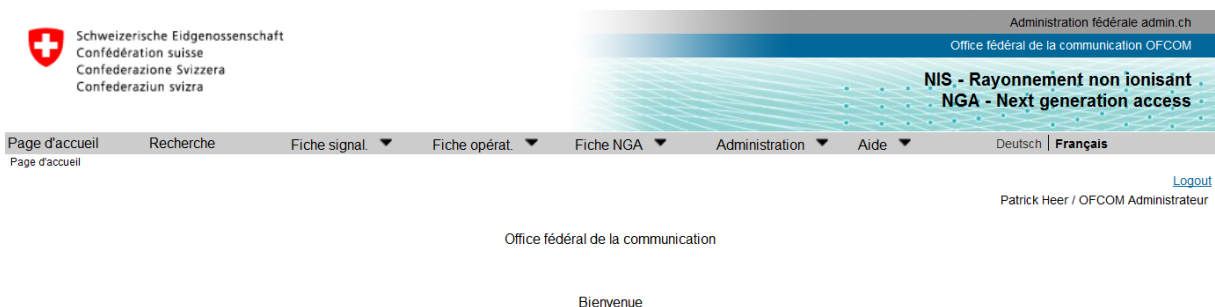 Schweizerische Eidgenossenschaft
Confédération suisse
Confederazione Svizzera
Confederaziun svizra
Administration fédérale admin.ch
Office fédéral de la communication OFCOM
NIS - Rayonnement non ionisant
NGA - Next generation access
Page d'accueil Recherche Fiche signal. Fiche opérat. Fiche NGA Administration Aide Deutsch | Français
Page d'accueil
Logout
Patrick Heer / OFCOM Administrateur
Office fédéral de la communication
Bienvenue